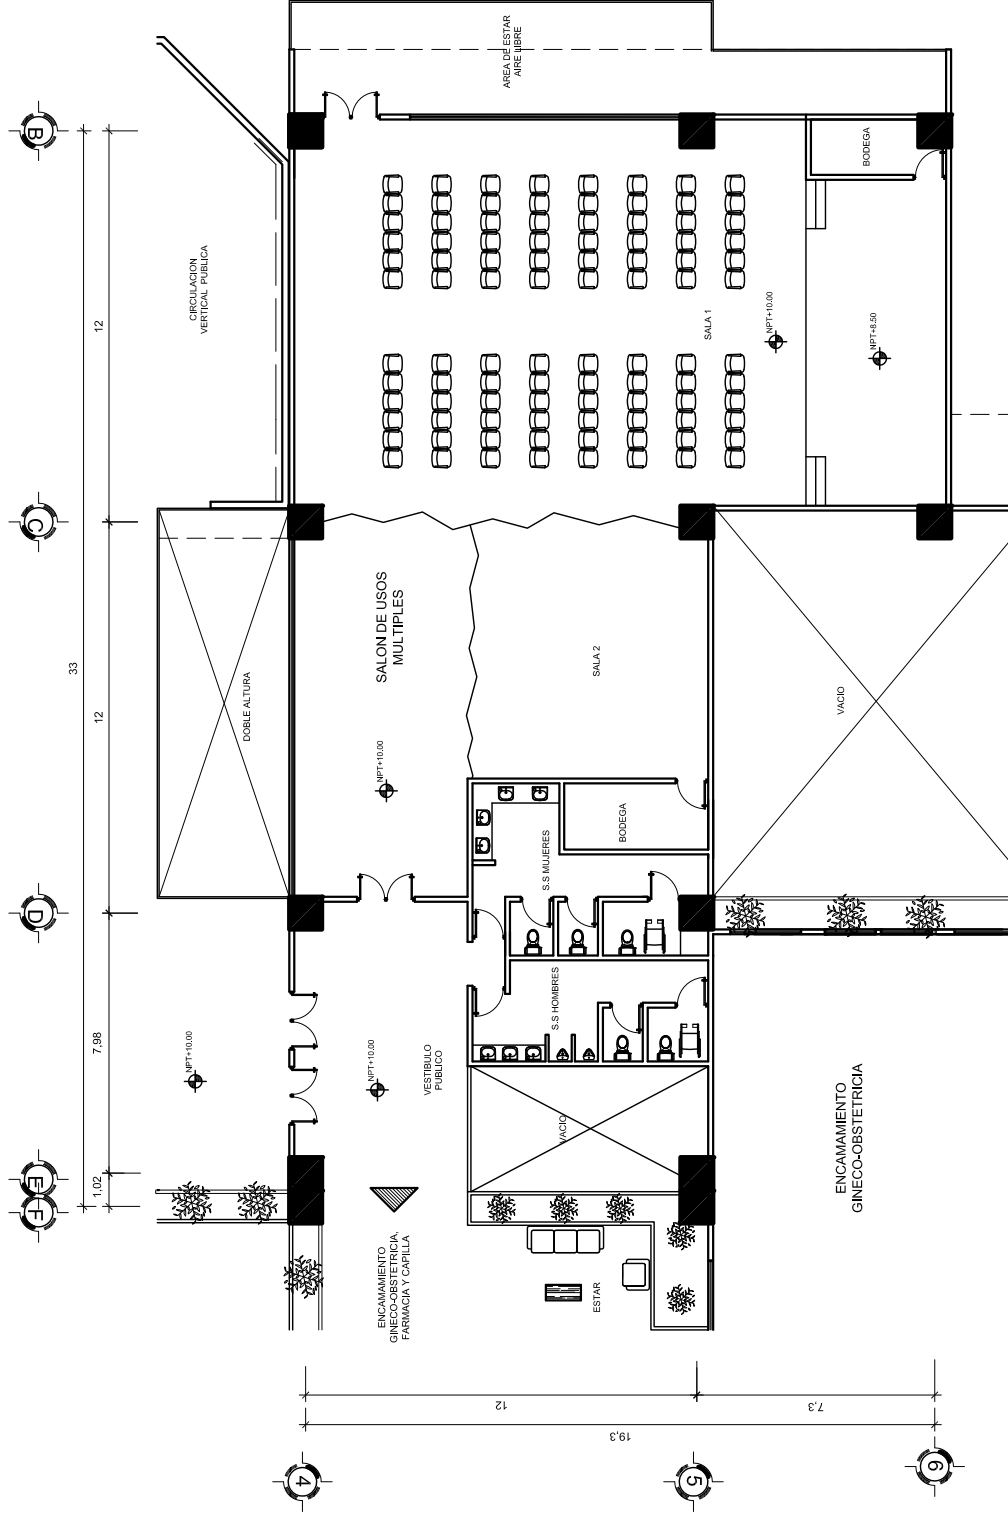 AREA DE ESTAR
AIRE LIBRE
B
BODEGA
CIRCULACION
VERTICAL PUBLICA
12
SALA 1
NPT+10.00
NPT+8.50
C
SALON DE USOS
MULTIPLES
33
12
DOBLE ALTURA
SALA 2
VACIO
NPT+10.00
BODEGA
S.S MUJERES
D
S.S HOMBRES
7,98
NPT+10.00
NPT+10.00
VESTIBULO
PUBLICO
VACIO
ENCAMAMIENTO
GINECO-OBSTETRICIA
E
1,02
F
ENCAMAMIENTO
GINECO-OBSTETRICIA,
FARMACIA Y CAPILLA
ESTAR
12
7,3
19,3
4
5
6